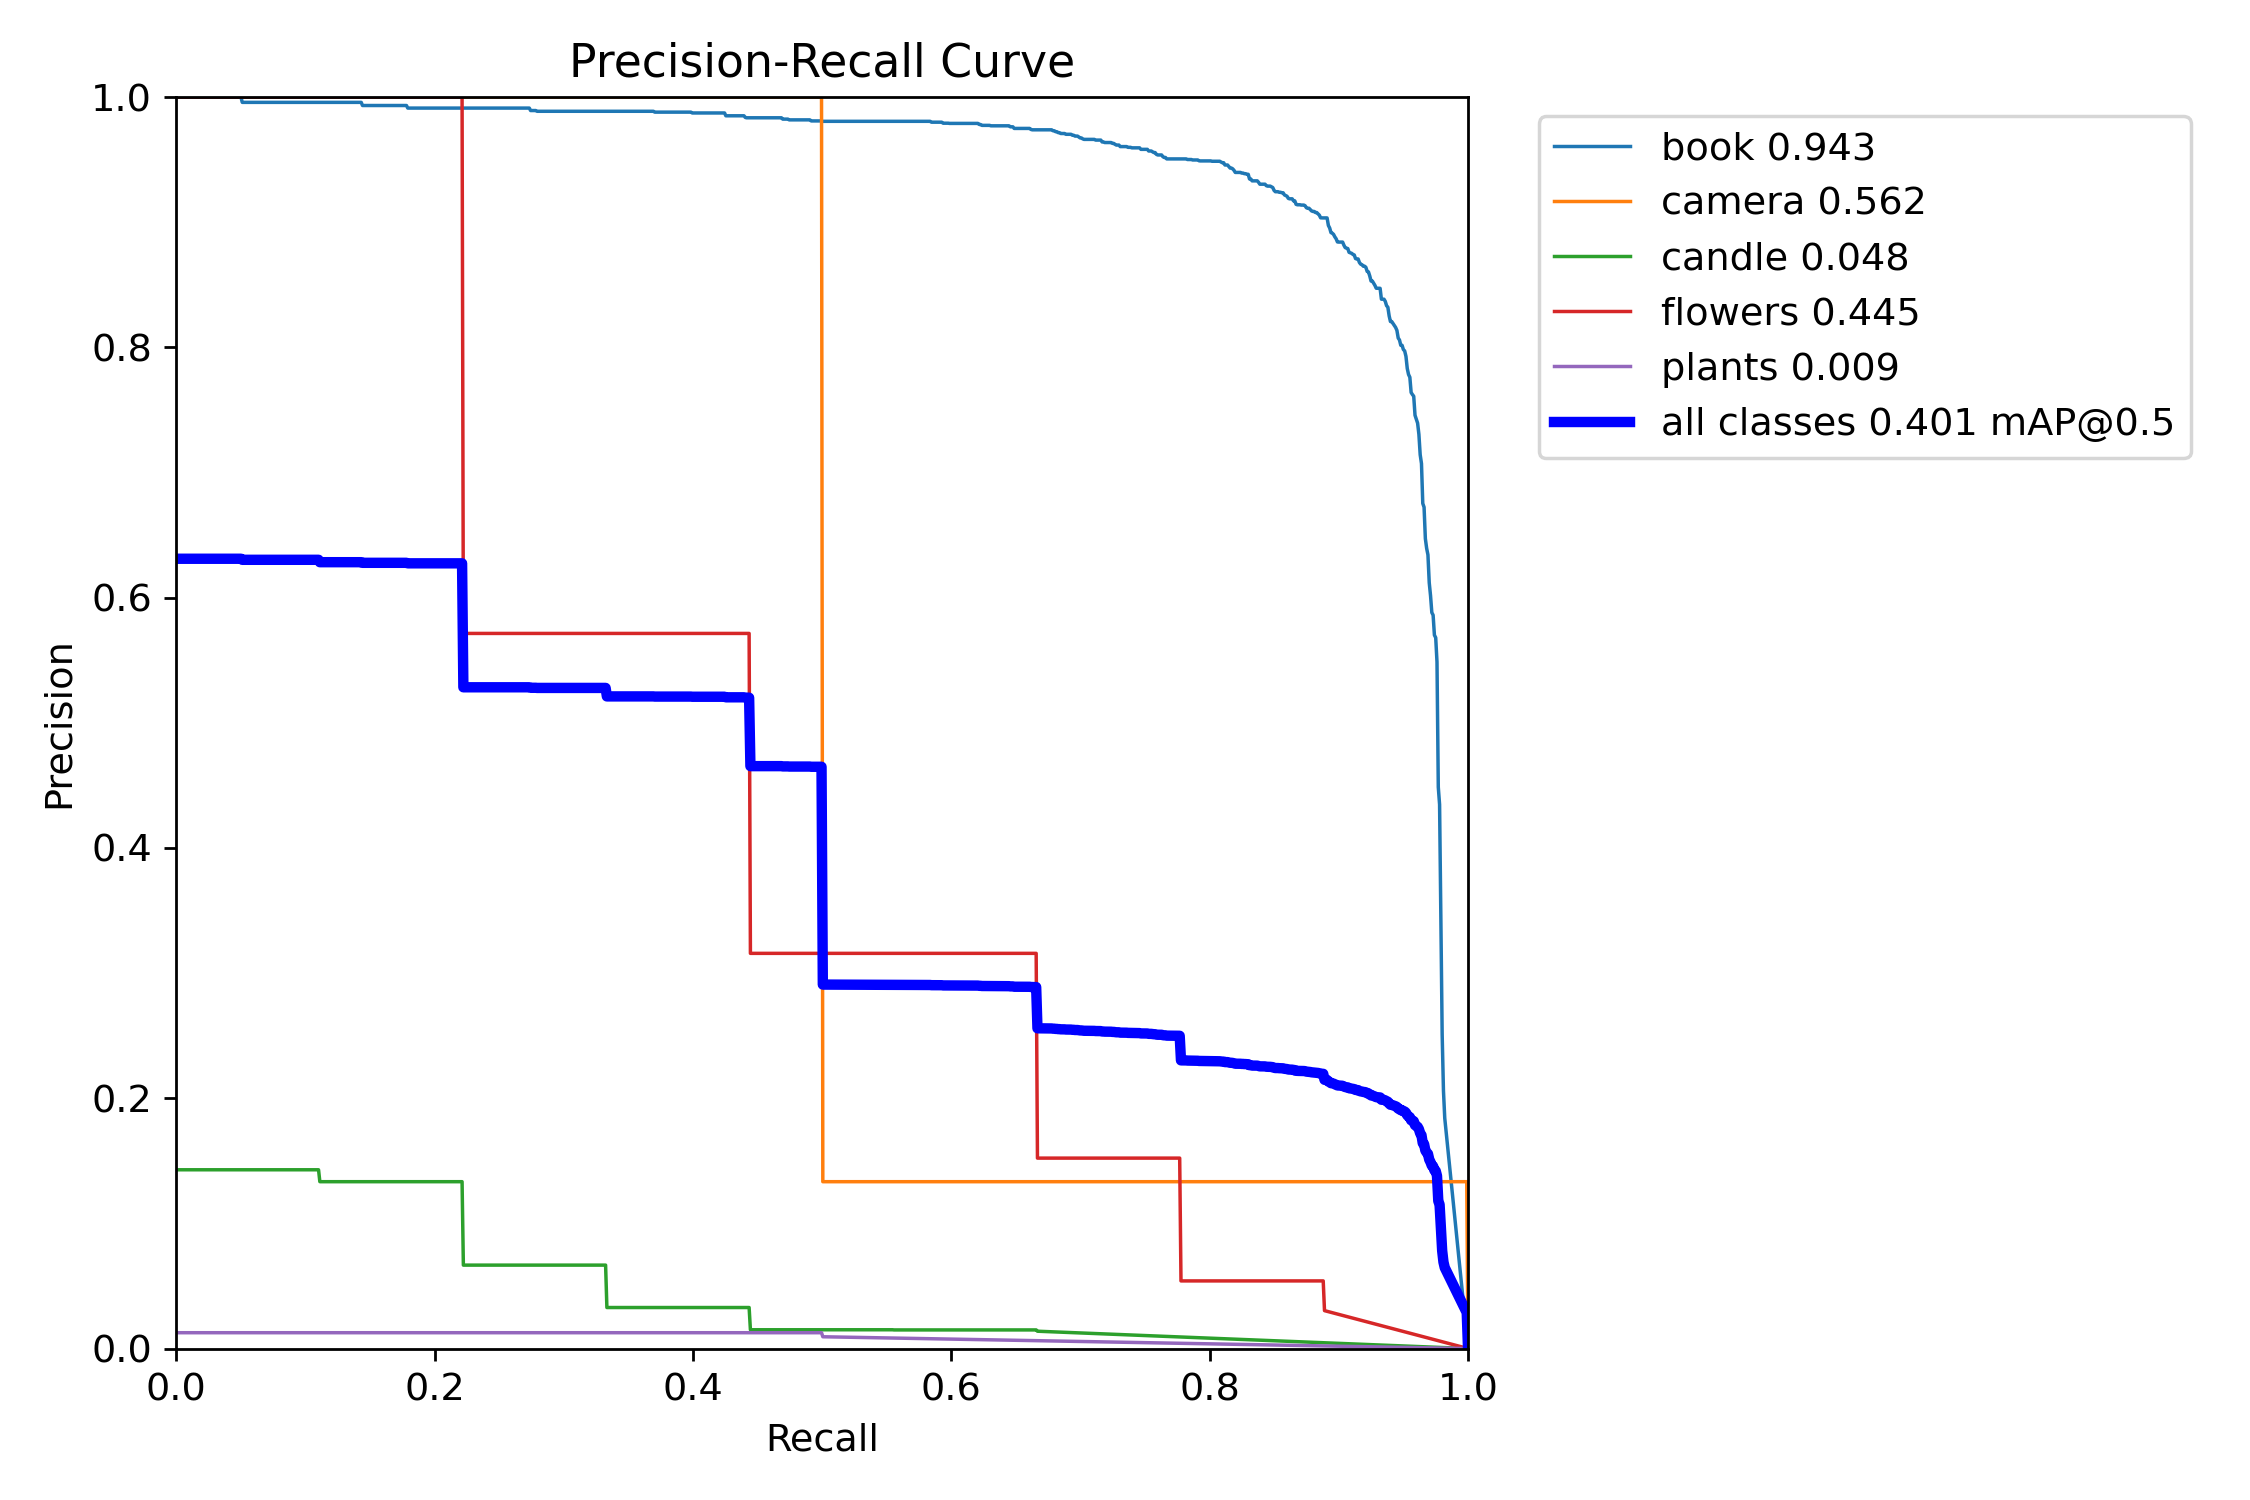 Precision-Recall Curve
1.0
0.8
0.6
0.4
0.2
0.0
Precision
0.0 0.2 0.4 0.6 0.8 1.0
Recall
book 0.943
camera 0.562
candle 0.048
flowers 0.445
plants 0.009
all classes 0.401 mAP@0.5